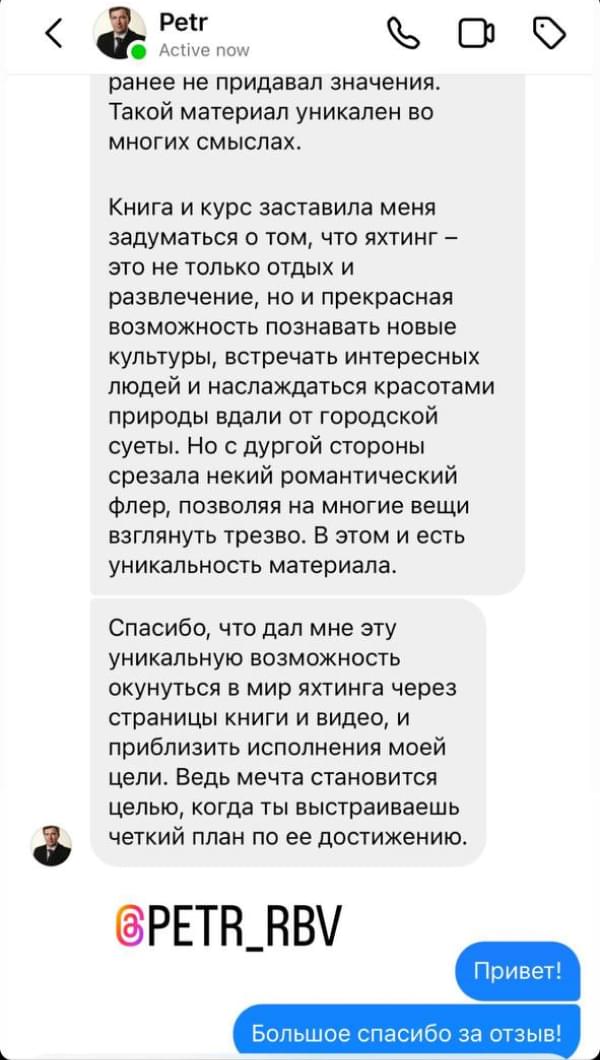 Petr
Active now
ранее не придавал значения.
Такой материал уникален во
многих смыслах.
Книга и курс заставила меня
задуматься о том, что яхтинг –
это не только отдых и
развлечение, но и прекрасная
возможность познавать новые
культуры, встречать интересных
людей и наслаждаться красотами
природы вдали от городской
суеты. Но с дургой стороны
срезала некий романтический
флер, позволяя на многие вещи
взглянуть трезво. В этом и есть
уникальность материала.
Спасибо, что дал мне эту
уникальную возможность
окунуться в мир яхтинга через
страницы книги и видео, и
приблизить исполнения моей
цели. Ведь мечта становится
целью, когда ты выстраиваешь
четкий план по ее достижению.
@PETR_RBV
Привет!
Большое спасибо за отзыв!